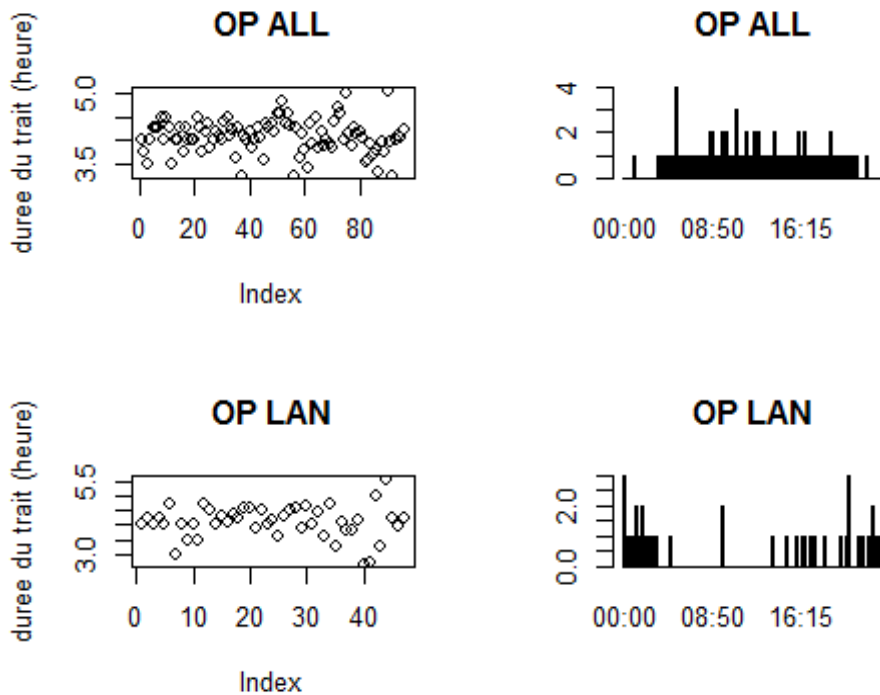 OP ALL
duree du trait (heure)
5.0
3.5
0 20 40 60 80
Index
OP ALL
4
2
0
00:00 08:50 16:15
OP LAN
duree du trait (heure)
5.5
3.0
0 10 20 30 40
Index
OP LAN
2.0
0.0
00:00 08:50 16:15